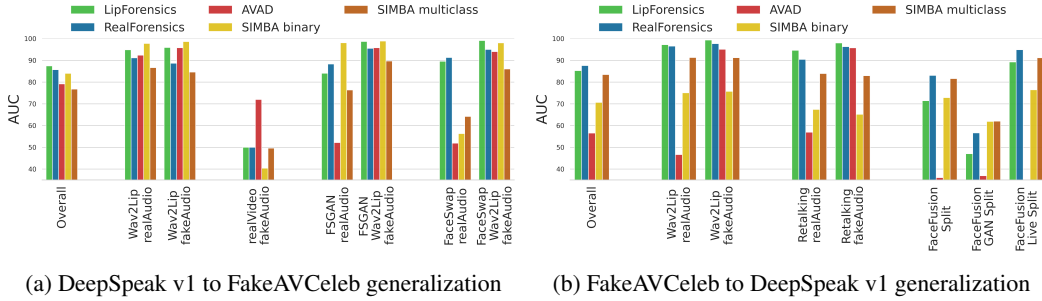 LipForensics
AVAD
SIMBA multiclass
RealForensics
SIMBA binary
AUC
100
90
80
70
60
50
40
Overall
Wav2Lip
realAudio
Wav2Lip
fakeAudio
realVideo
fakeAudio
FSGAN
realAudio
FSGAN
Wav2Lip
fakeAudio
FaceSwap
realAudio
FaceSwap
Wav2Lip
fakeAudio
(a) DeepSpeak v1 to FakeAVCeleb generalization
LipForensics
AVAD
SIMBA multiclass
RealForensics
SIMBA binary
AUC
100
90
80
70
60
50
40
Overall
Wav2Lip
realAudio
Wav2Lip
fakeAudio
Retalking
realAudio
Retalking
fakeAudio
FaceFusion
Split
FaceFusion
GAN Split
FaceFusion
Live Split
(b) FakeAVCeleb to DeepSpeak v1 generalization